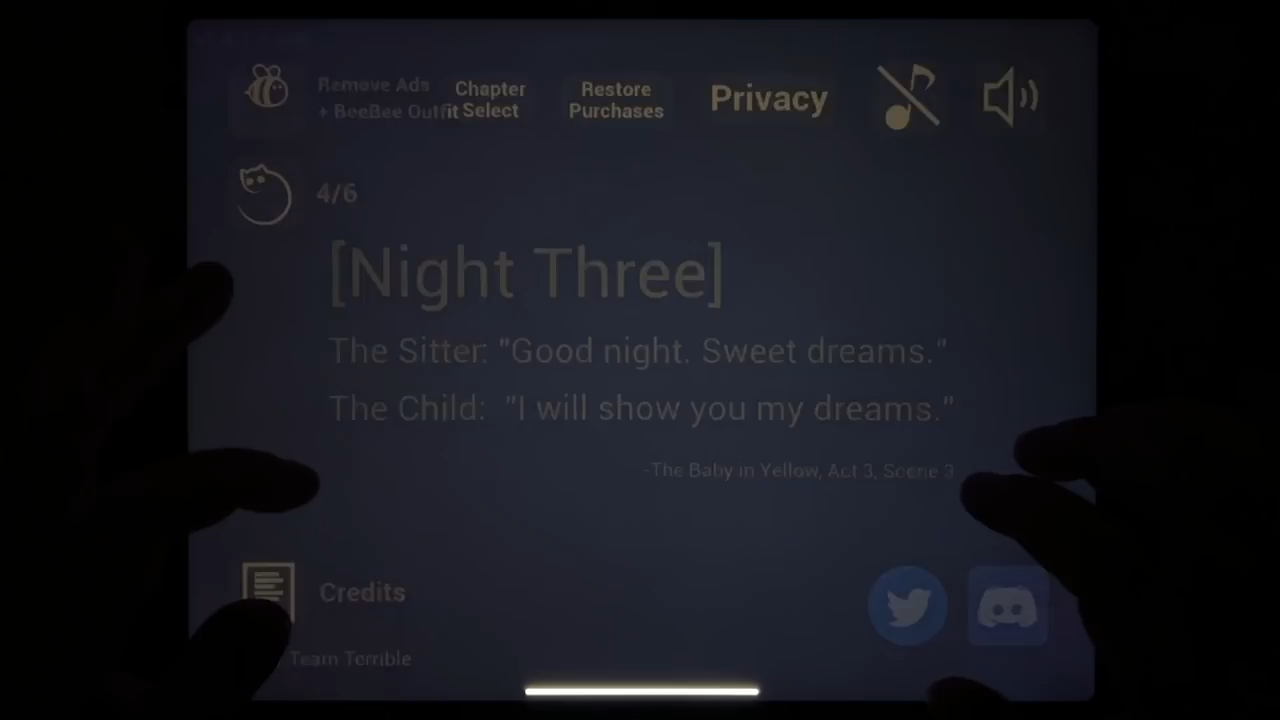 Remove Ads
+ BeeBee Outfit
Chapter
Select
Restore
Purchases
Privacy
4/6
[Night Three]
The Sitter: "Good night. Sweet dreams."
The Child: "I will show you my dreams."
-The Baby in Yellow, Act 3, Scene 3
Credits
Team Terrible